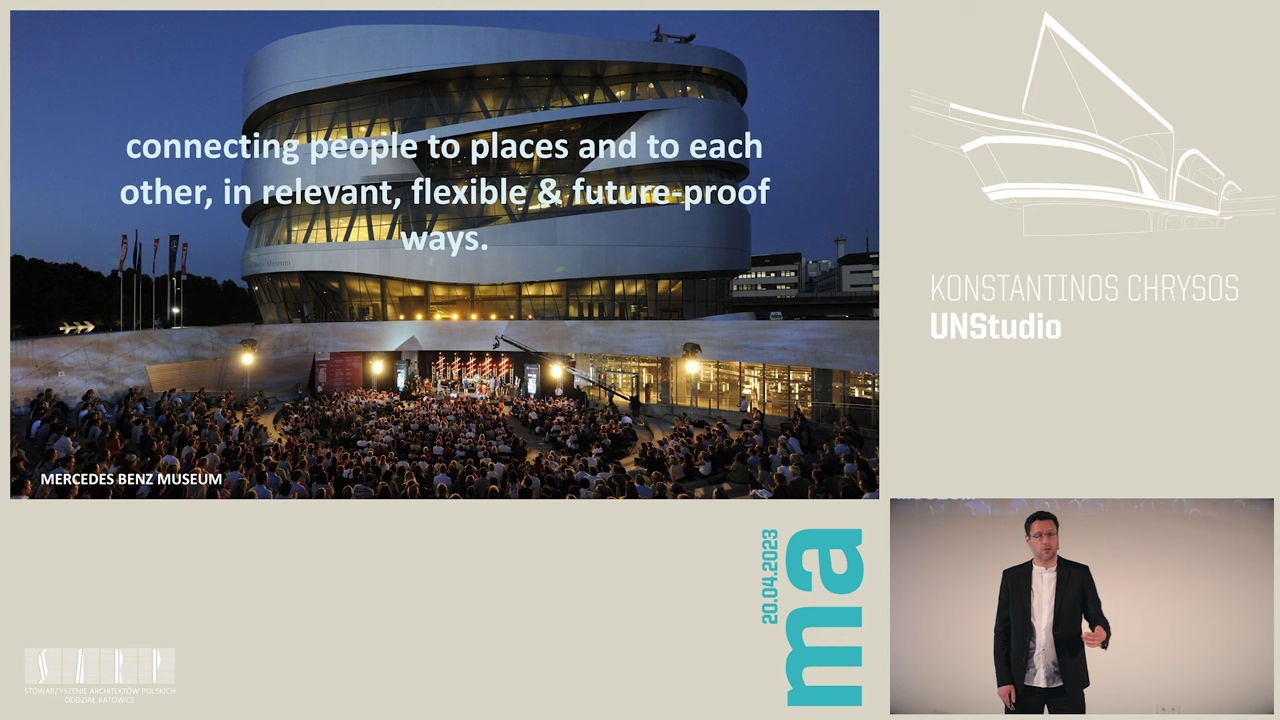 connecting people to places and to each
other, in relevant, flexible & future-proof
ways.
MERCEDES BENZ MUSEUM
KONSTANTINOS CHRYSOS
UNStudio
20.04.2023
ma
SARP
STOWARZYSZENIE ARCHITEKTÓW POLSKICH
ODDZIAŁ KATOWICE